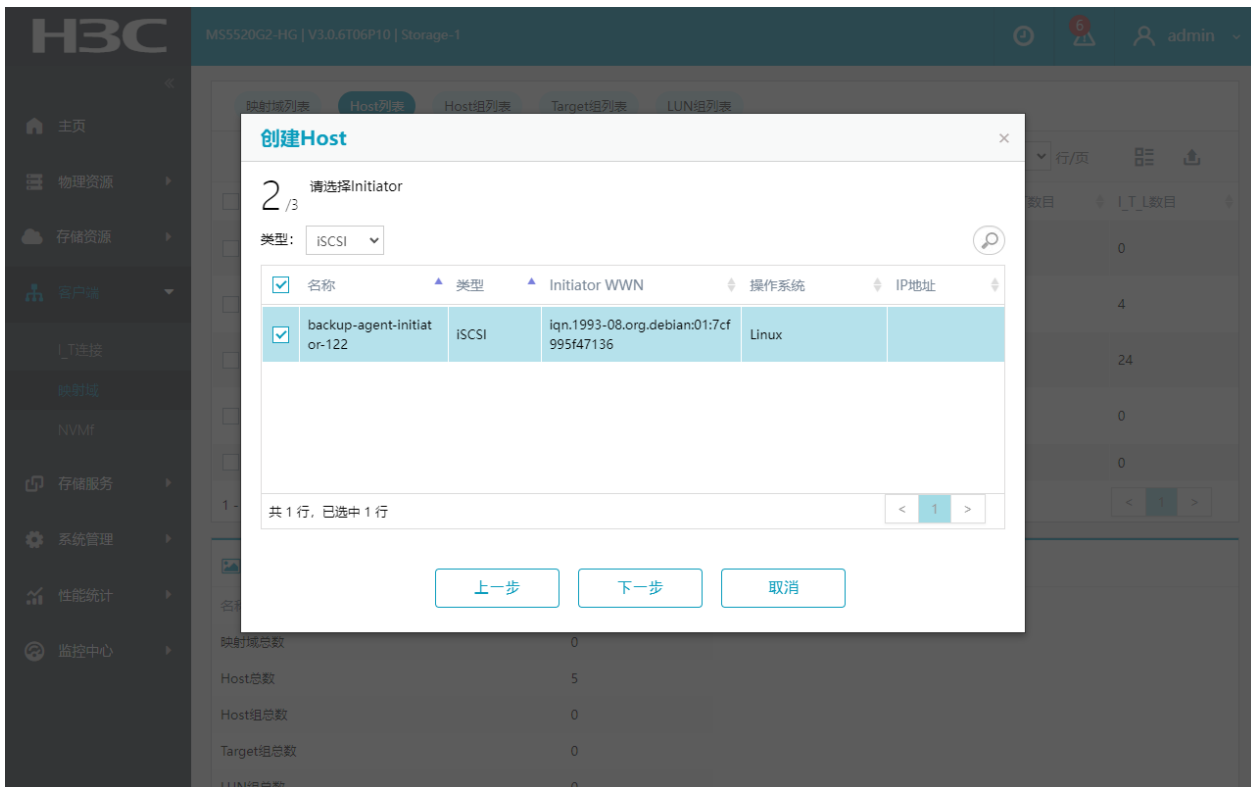 H3C
MS5520G2-HG | V3.0.6T06P10 | Storage-1
6
admin
主页
物理资源
存储资源
客户端
I_T连接
映射域
NVMf
存储服务
系统管理
性能统计
监控中心
映射域列表 Host列表 Host组列表 Target组列表 LUN组列表
行/页
数目 I_T_L数目
0
4
24
0
0
1 -
< 1 >
创建Host
2 /3 请选择Initiator
类型: iSCSI
名称 类型 Initiator WWN 操作系统 IP地址
backup-agent-initiat
or-122
iSCSI
iqn.1993-08.org.debian:01:7cf
995f47136
Linux
共 1 行，已选中 1 行
< 1 >
上一步 下一步 取消
映射域总数 0
Host总数 5
Host组总数 0
Target组总数 0
LUN组总数 0